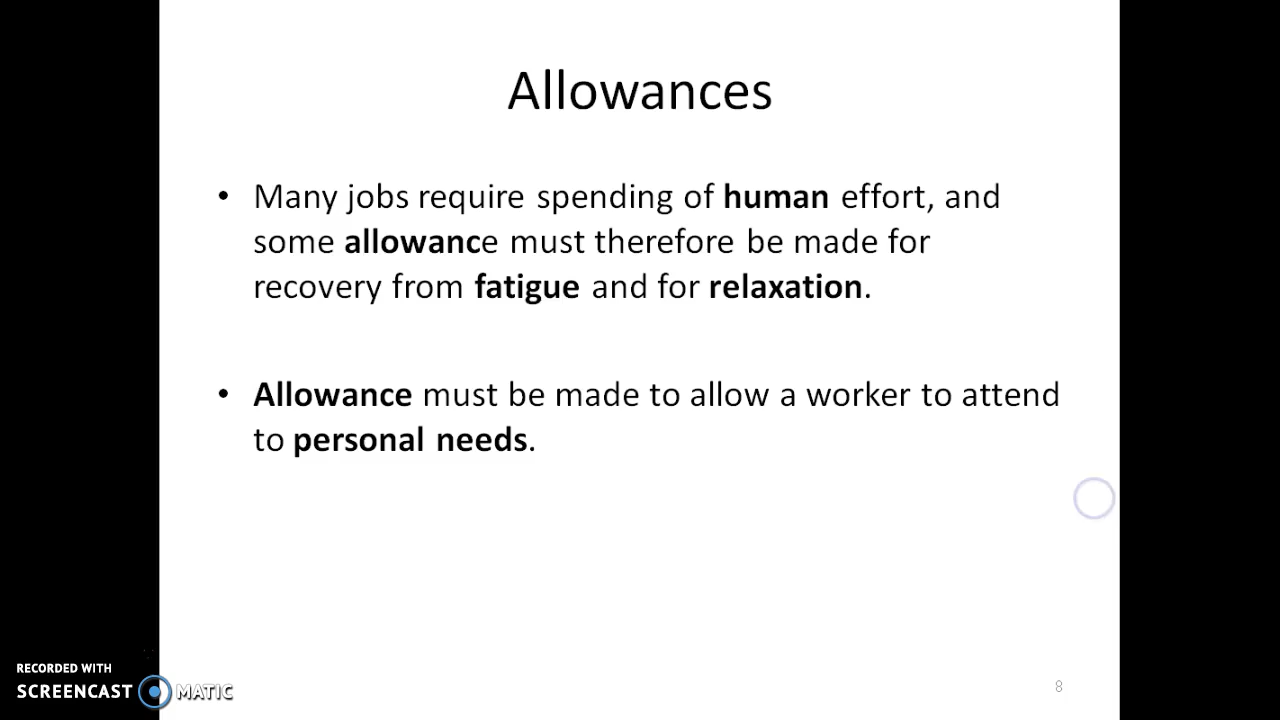 Allowances
• Many jobs require spending of human effort, and
some allowance must therefore be made for
recovery from fatigue and for relaxation.
• Allowance must be made to allow a worker to attend
to personal needs.
RECORDED WITH
SCREENCAST MATIC
8